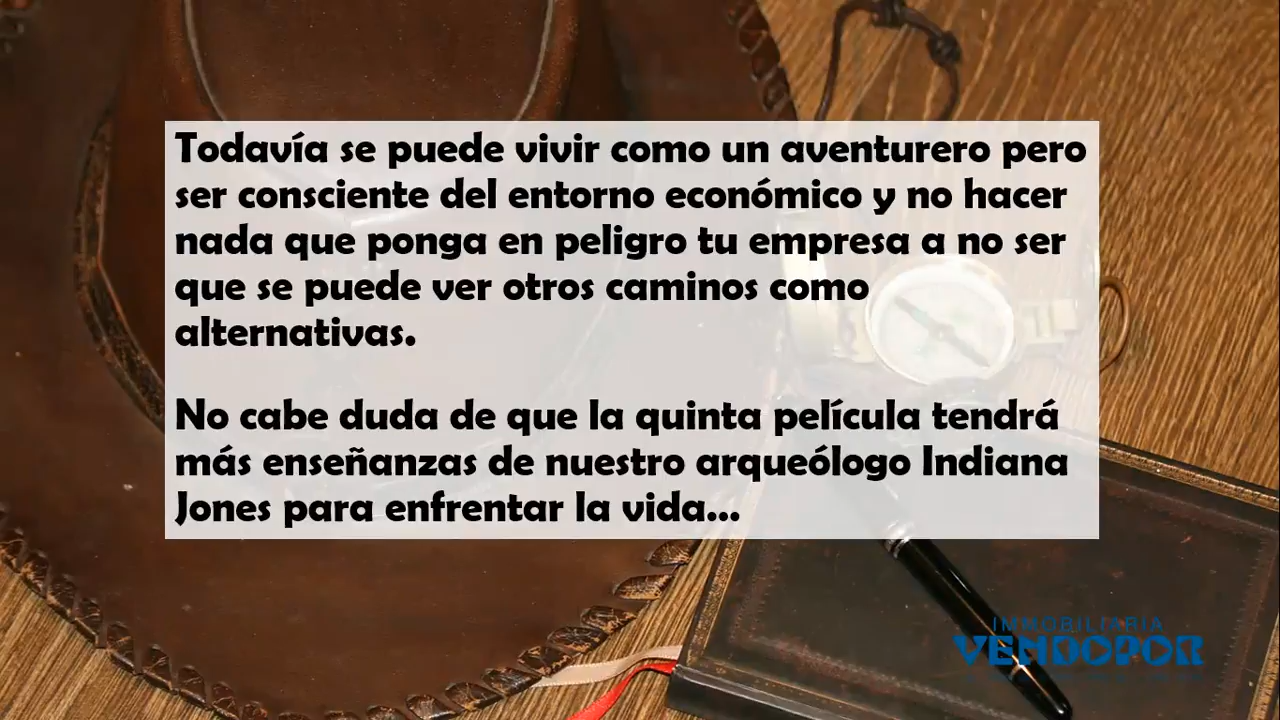 Todavía se puede vivir como un aventurero pero
ser consciente del entorno económico y no hacer
nada que ponga en peligro tu empresa a no ser
que se puede ver otros caminos como
alternativas.
No cabe duda de que la quinta película tendrá
más enseñanzas de nuestro arqueólogo Indiana
Jones para enfrentar la vida...
IMMOBILIARIA
VENDOPOR